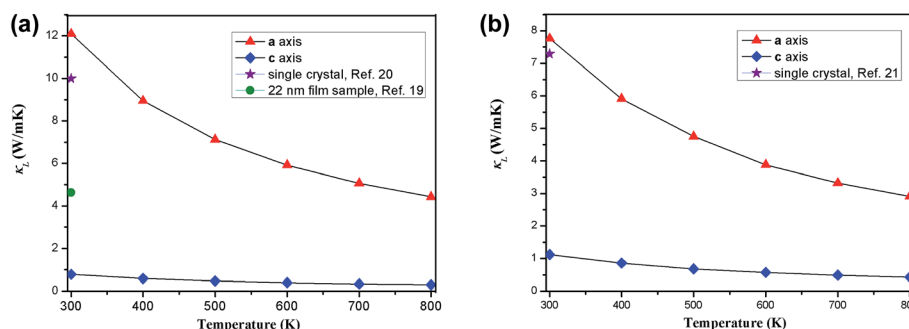 (a)
a axis
c axis
single crystal, Ref. 20
22 nm film sample, Ref. 19
κL (W/mK)
12
10
8
6
4
2
0
300 400 500 600 700 800
Temperature (K)
(b)
a axis
c axis
single crystal, Ref. 21
κL (W/mK)
8
7
6
5
4
3
2
1
0
300 400 500 600 700 800
Temperature (K)